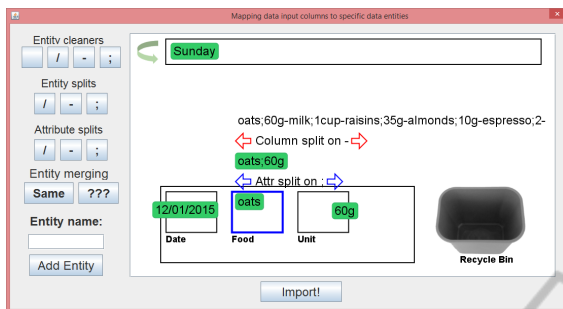 Mapping data input columns to specific data entities
Entity cleaners
/ - ;
Entity splits
/ - ;
Attribute splits
/ - ;
Entity merging
Same ???
Entity name:
Add Entity
Sunday
oats;60g-milk;1cup-raisins;35g-almonds;10g-espresso;2-
Column split on -
oats;60g
Attr split on ;
12/01/2015 oats 60g
Date Food Unit
Recycle Bin
Import!